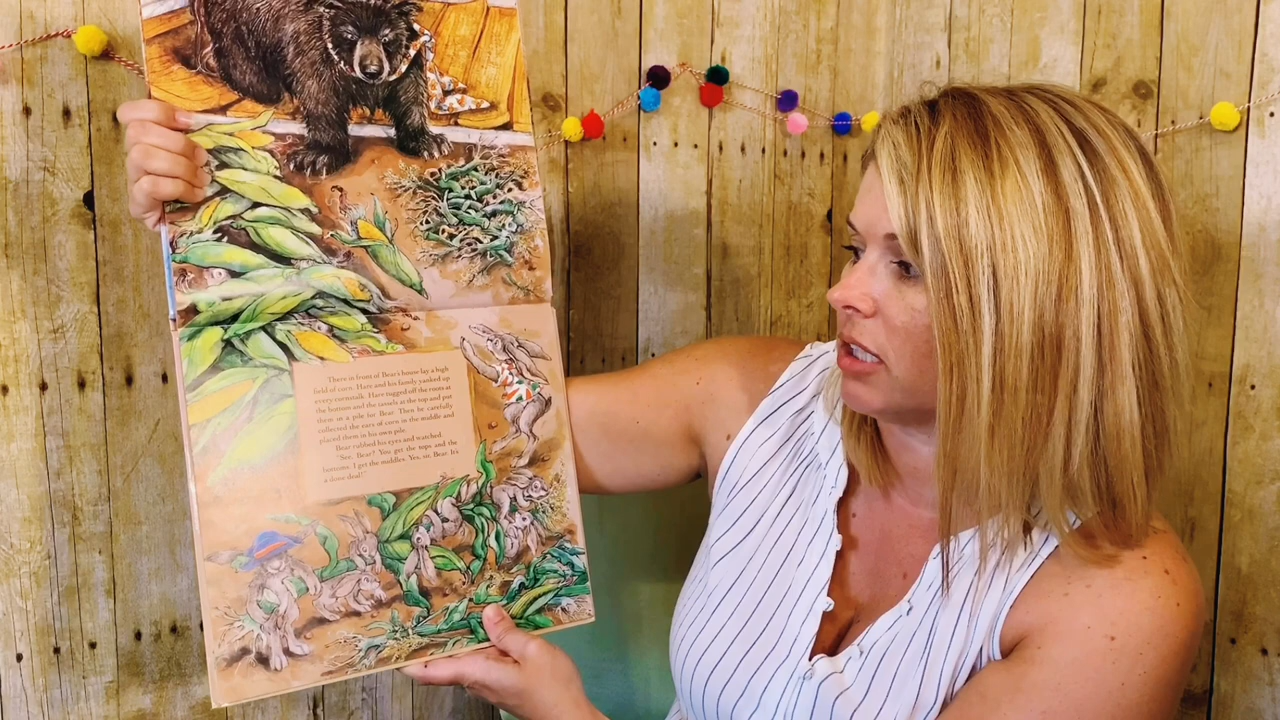 There in front of Bear's house lay a high
field of corn. Hare and his family yanked up
every cornstalk. Hare tugged off the roots at
the bottom and the tassels at the top and put
them in a pile for Bear. Then he carefully
collected the ears of corn in the middle and
placed them in his own pile.
Bear rubbed his eyes and watched.
"See, Bear? You get the tops and the
bottoms. I get the middles. Yes, sir, Bear. It's
a done deal!"